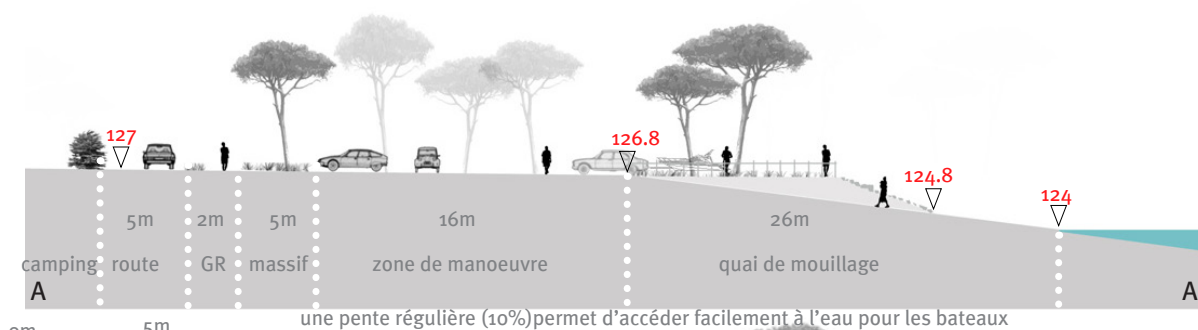 127
126.8
124.8
124
5m 2m 5m 16m 26m
camping route GR massif zone de manoeuvre quai de mouillage
A A
5m
une pente régulière (10%)permet d'accéder facilement à l'eau pour les bateaux